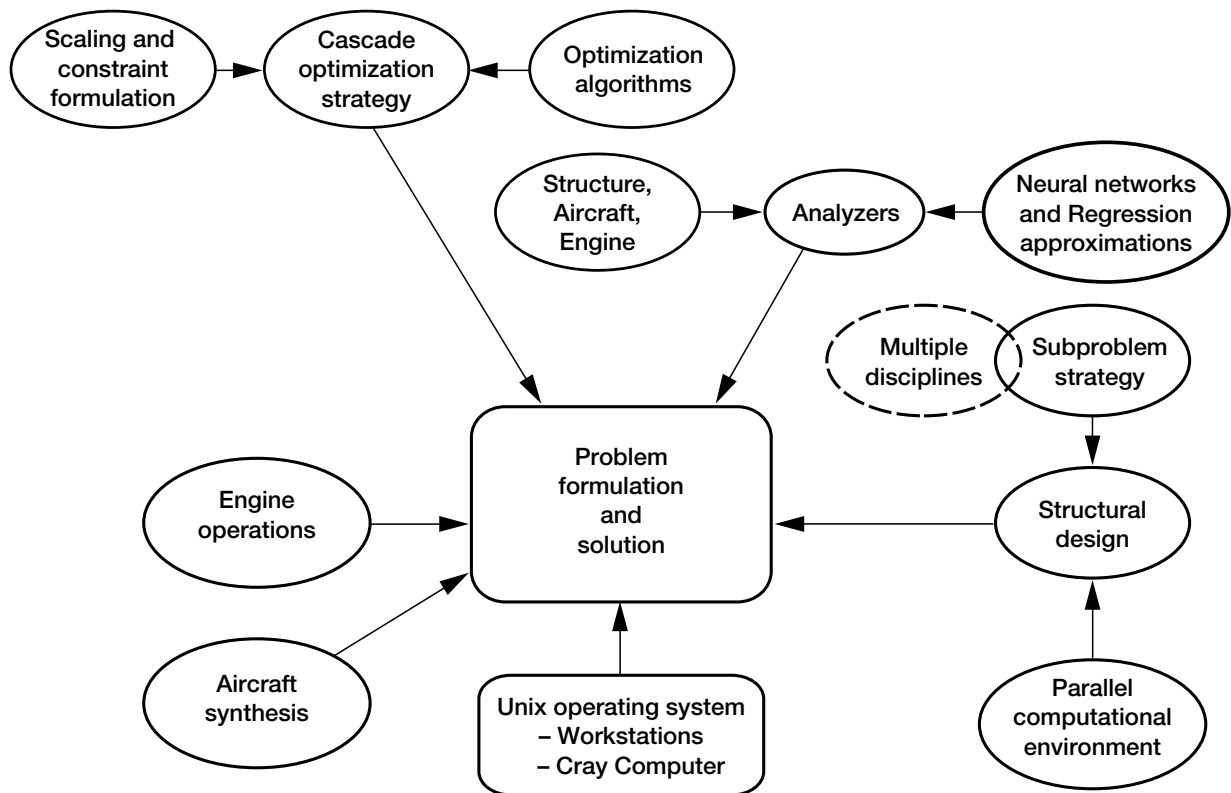 Scaling and
constraint
formulation
Cascade
optimization
strategy
Optimization
algorithms
Structure,
Aircraft,
Engine
Analyzers
Neural networks
and Regression
approximations
Multiple
disciplines
Subproblem
strategy
Problem
formulation
and
solution
Engine
operations
Structural
design
Aircraft
synthesis
Unix operating system
– Workstations
– Cray Computer
Parallel
computational
environment